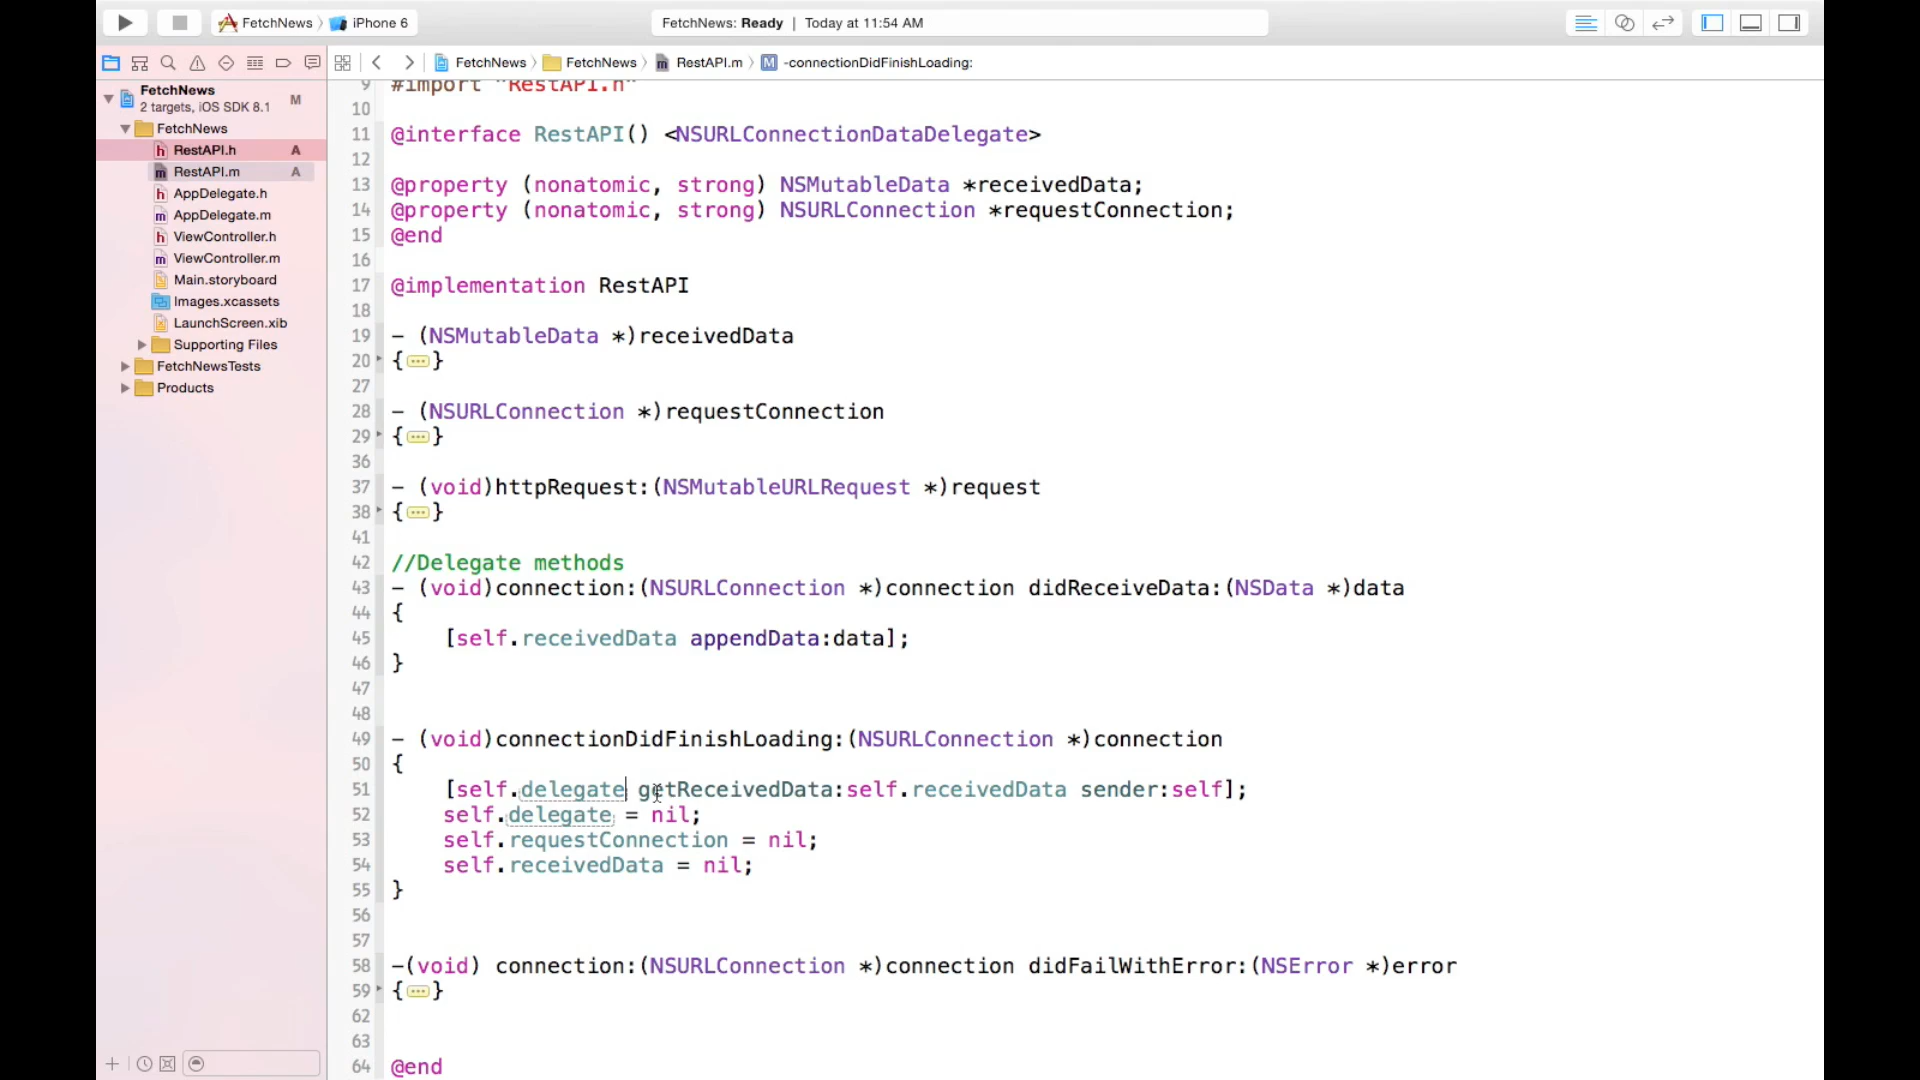 FetchNews
iPhone 6
FetchNews: Ready | Today at 11:54 AM
FetchNews
FetchNews
RestAPI.m
M
-connectionDidFinishLoading:
FetchNews
2 targets, iOS SDK 8.1
M
FetchNews
h RestAPI.h A
m RestAPI.m A
h AppDelegate.h
m AppDelegate.m
h ViewController.h
m ViewController.m
Main.storyboard
Images.xcassets
LaunchScreen.xib
Supporting Files
FetchNewsTests
Products
9 #import "RestAPI.h"
10
11 @interface RestAPI() <NSURLConnectionDataDelegate>
12
13 @property (nonatomic, strong) NSMutableData *receivedData;
14 @property (nonatomic, strong) NSURLConnection *requestConnection;
15 @end
16
17 @implementation RestAPI
18
19 - (NSMutableData *)receivedData
20 {...}
27
28 - (NSURLConnection *)requestConnection
29 {...}
36
37 - (void)httpRequest:(NSMutableURLRequest *)request
38 {...}
41
42 //Delegate methods
43 - (void)connection:(NSURLConnection *)connection didReceiveData:(NSData *)data
44 {
45 [self.receivedData appendData:data];
46 }
47
48
49 - (void)connectionDidFinishLoading:(NSURLConnection *)connection
50 {
51 [self.delegate getReceivedData:self.receivedData sender:self];
52 self.delegate = nil;
53 self.requestConnection = nil;
54 self.receivedData = nil;
55 }
56
57
58 -(void) connection:(NSURLConnection *)connection didFailWithError:(NSError *)error
59 {...}
62
63
64 @end